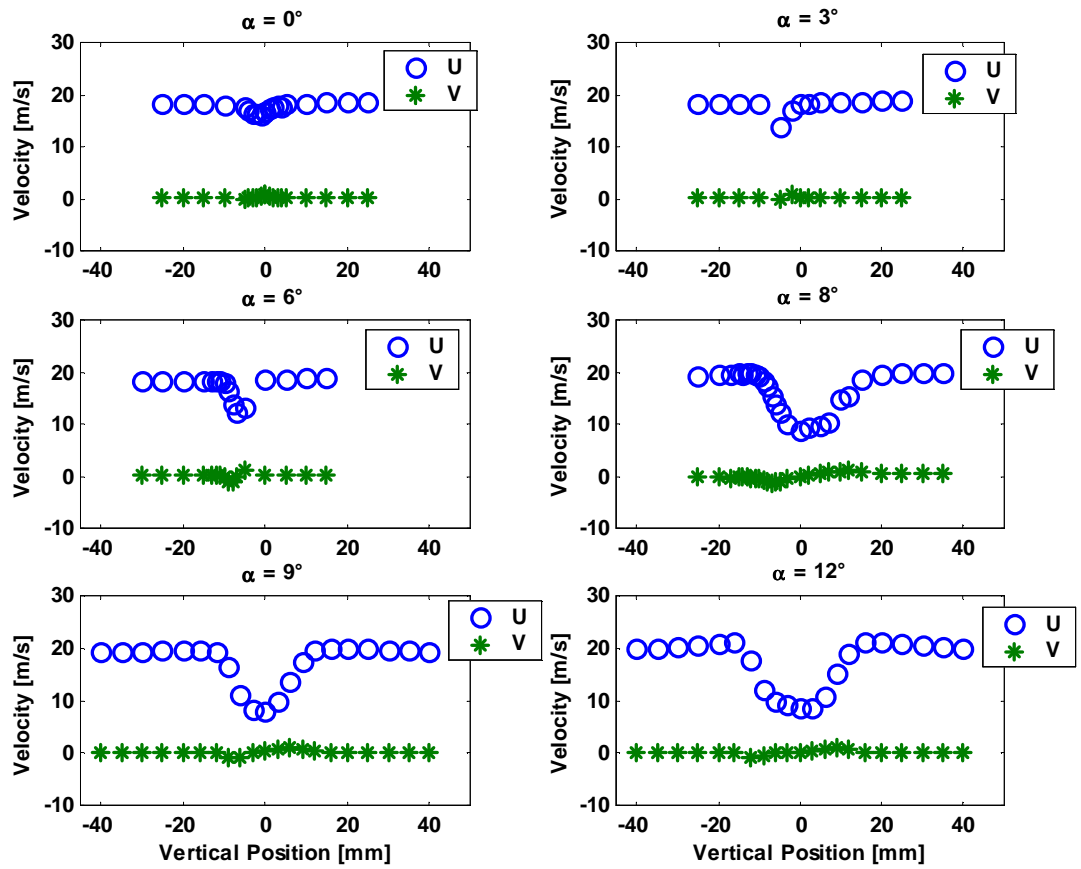 α = 0°
30
20
10
0
-10
Velocity [m/s]
-40 -20 0 20 40
U
V
α = 3°
30
20
10
0
-10
Velocity [m/s]
-40 -20 0 20 40
U
V
α = 6°
30
20
10
0
-10
Velocity [m/s]
-40 -20 0 20 40
U
V
α = 8°
30
20
10
0
-10
Velocity [m/s]
-40 -20 0 20 40
U
V
α = 9°
30
20
10
0
-10
Velocity [m/s]
-40 -20 0 20 40
Vertical Position [mm]
U
V
α = 12°
30
20
10
0
-10
Velocity [m/s]
-40 -20 0 20 40
Vertical Position [mm]
U
V